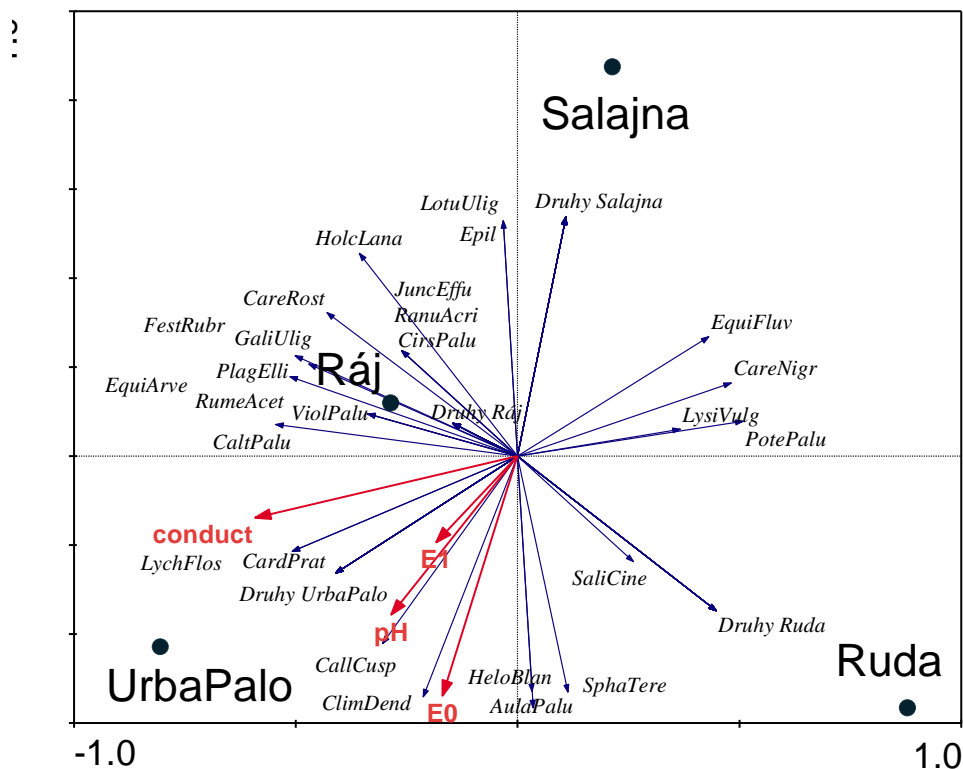 Salajna
LotuUlig
Druhy Salajna
Epil
HolcLana
JuncEffu
CareRost
RanuAcri
EquiFluv
FestRubr
GaliUlig
CirsPalu
Ráj
PlagElli
CareNigr
EquiArve
RumeAcet
ViolPalu
Druhy Ráj
LysiVulg
CaltPalu
PotePalu
conduct
E1
LychFlos
CardPrat
SaliCine
Druhy UrbaPalo
Druhy Ruda
pH
CallCusp
Ruda
HeloBlan
SphaTere
UrbaPalo
ClimDend
E0
AulaPalu
-1.0
1.0